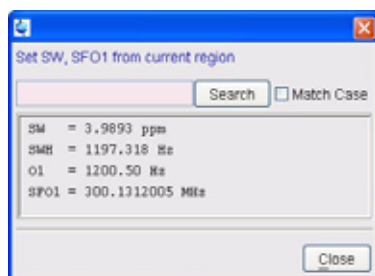 Set SW, SFO1 from current region
Search
Match Case
SW = 3.9893 ppm
SWH = 1197.318 Hz
O1 = 1200.50 Hz
SFO1 = 300.1312005 MHz
Close